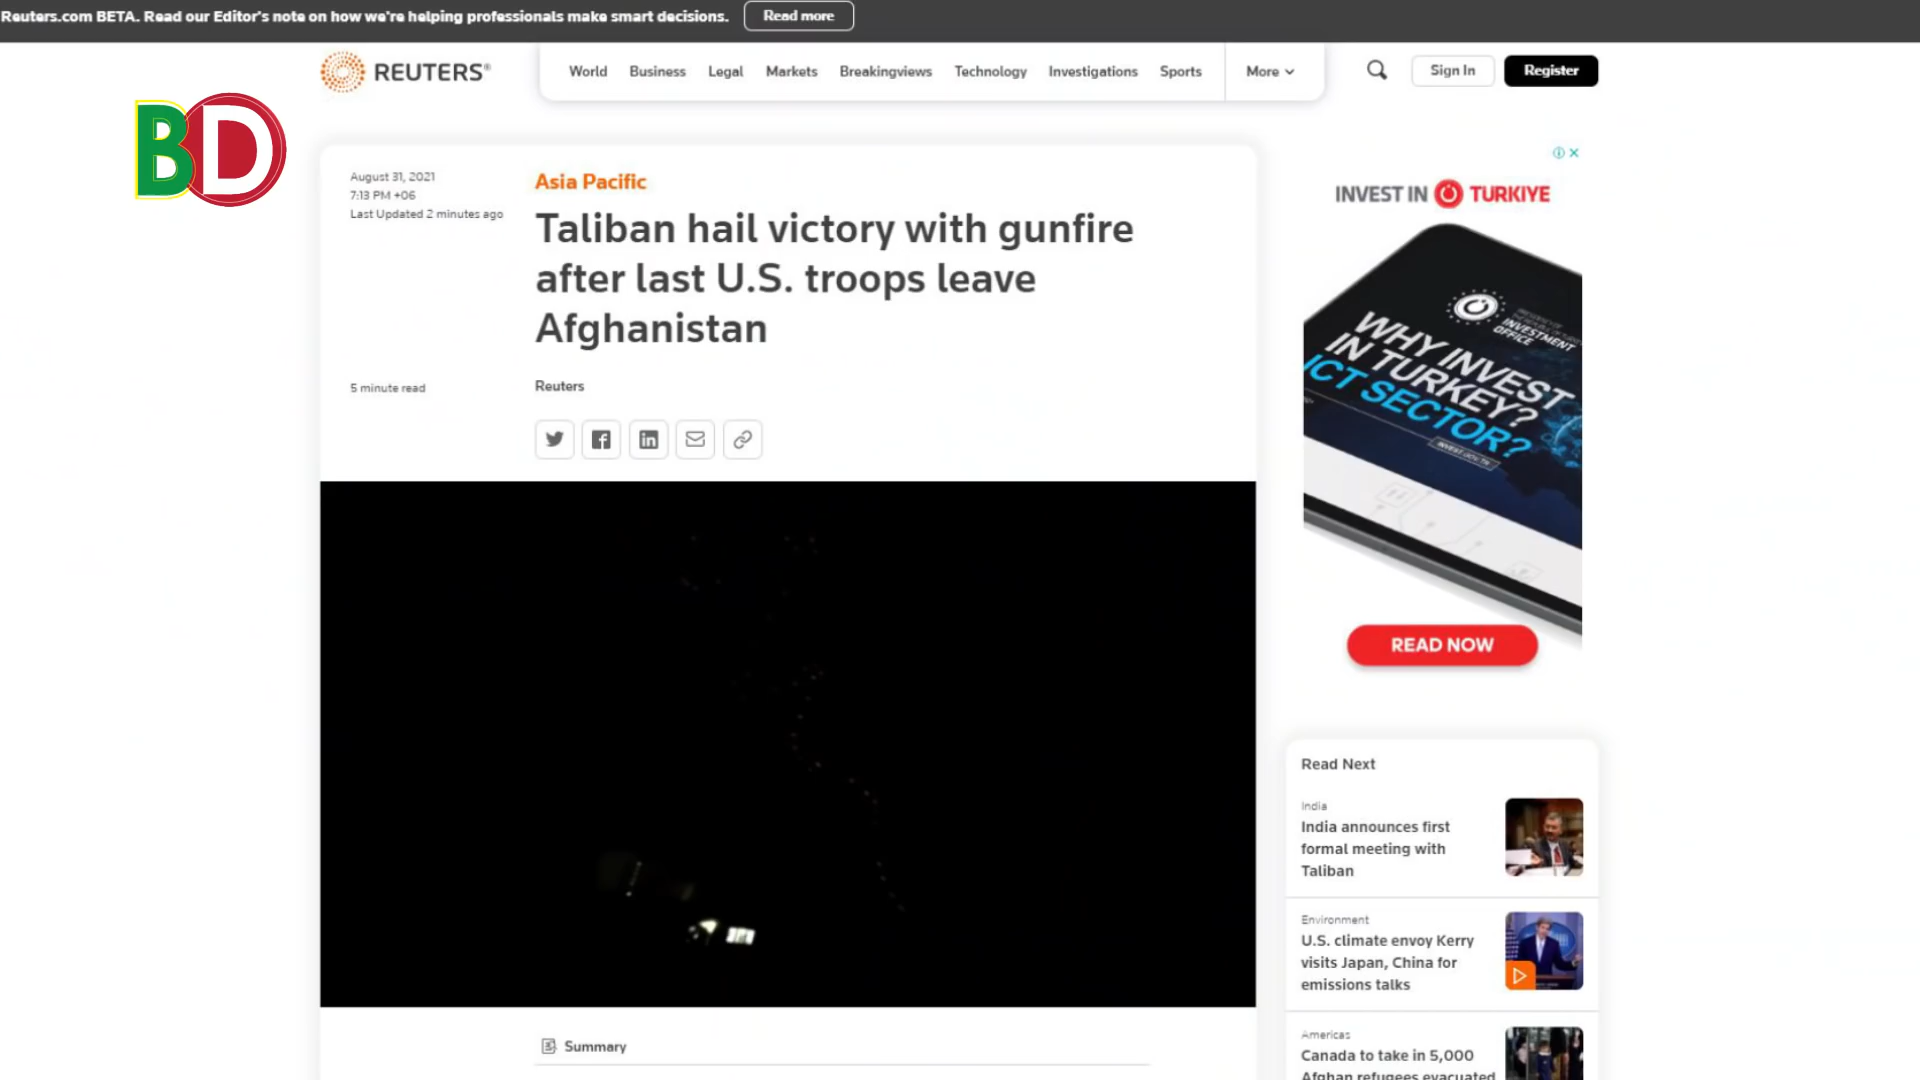 Reuters.com BETA. Read our Editor's note on how we're helping professionals make smart decisions.
Read more
REUTERS®
World Business Legal Markets Breakingviews Technology Investigations Sports More
Sign In
Register
BD
August 31, 2021
7:13 PM +06
Last Updated 2 minutes ago
Asia Pacific
Taliban hail victory with gunfire
after last U.S. troops leave
Afghanistan
5 minute read
Reuters
Summary
INVEST IN TURKIYE
INVESTMENT
OFFICE
WHY INVEST
IN TURKEY?
ICT SECTOR?
READ NOW
Read Next
India
India announces first
formal meeting with
Taliban
Environment
U.S. climate envoy Kerry
visits Japan, China for
emissions talks
Americas
Canada to take in 5,000
Afghan refugees evacuated